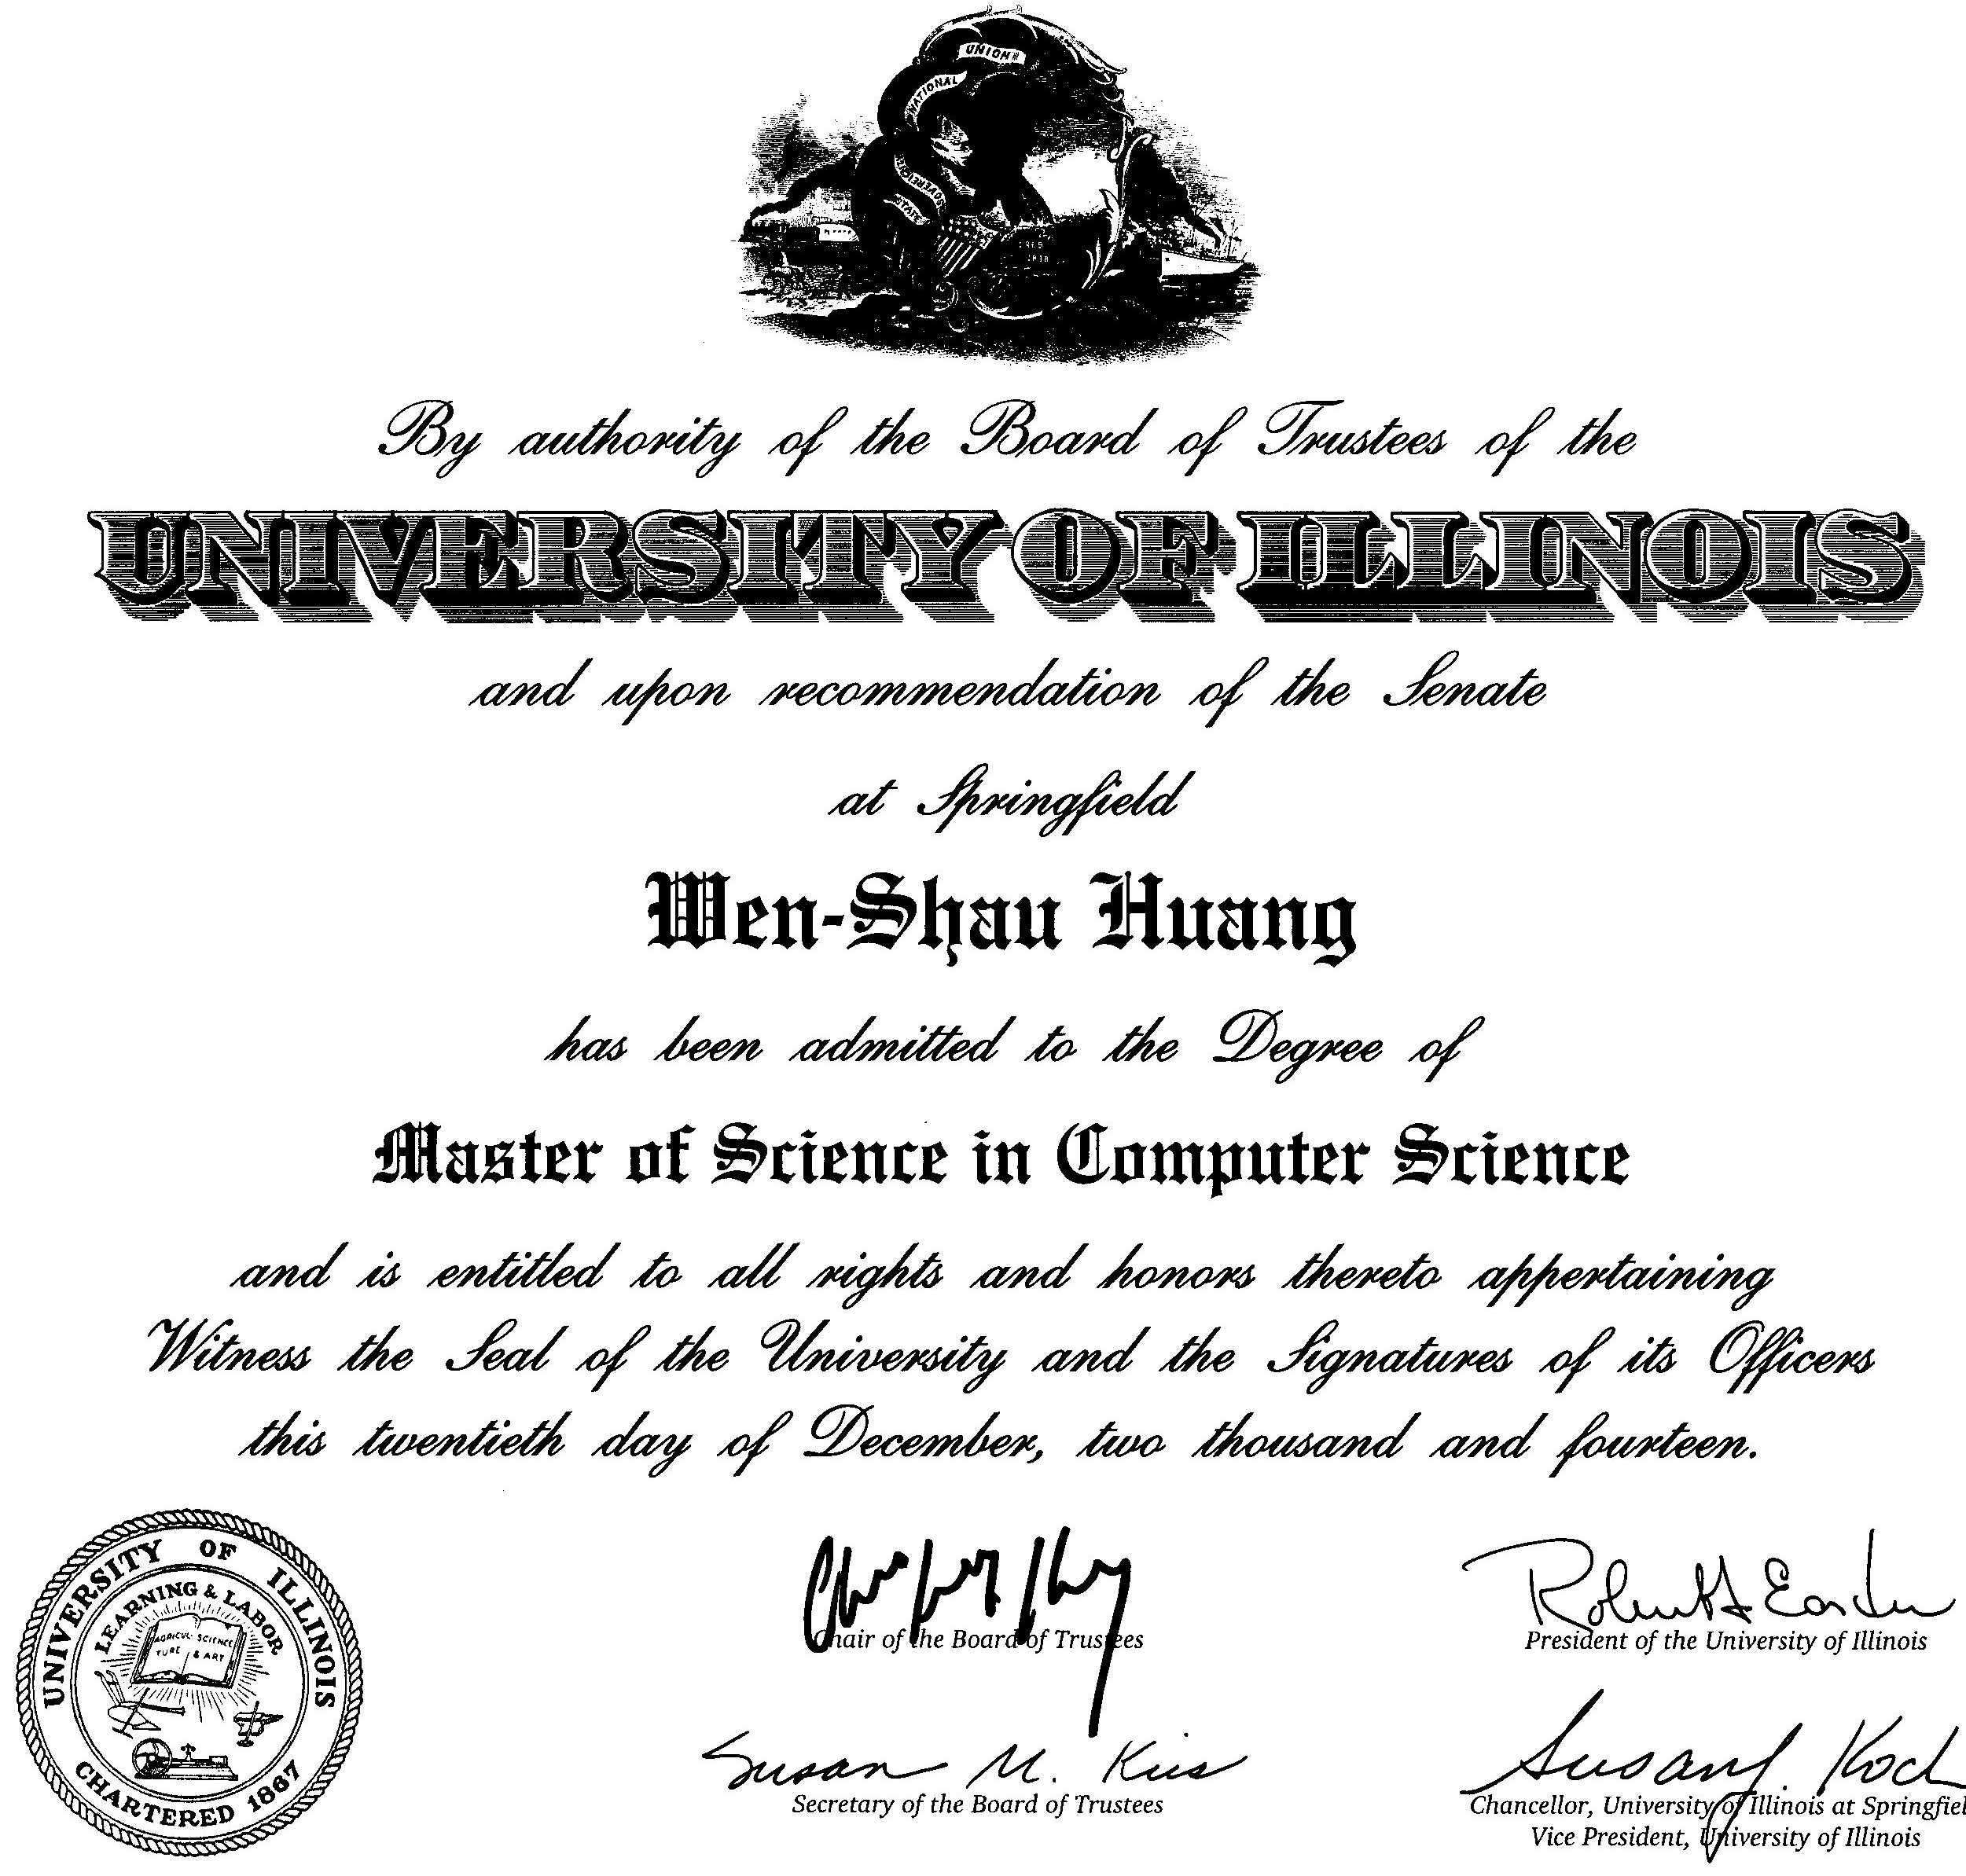 UNION
NATIONAL
SOVEREIGNTY
STATE
1868
1818
By authority of the Board of Trustees of the
UNIVERSITY OF ILLINOIS
and upon recommendation of the Senate
at Springfield
Wen-Shau Huang
has been admitted to the Degree of
Master of Science in Computer Science
and is entitled to all rights and honors thereto appertaining
Witness the Seal of the University and the Signatures of its Officers
this twentieth day of December, two thousand and fourteen.
UNIVERSITY OF ILLINOIS
LEARNING & LABOR
AGRICUL- SCIENCE
TURE & ART
CHARTERED 1867
Chair of the Board of Trustees
Robert A Easter
President of the University of Illinois
Susan M. Kies
Secretary of the Board of Trustees
Susan J. Koch
Chancellor, University of Illinois at Springfiel
Vice President, University of Illinois